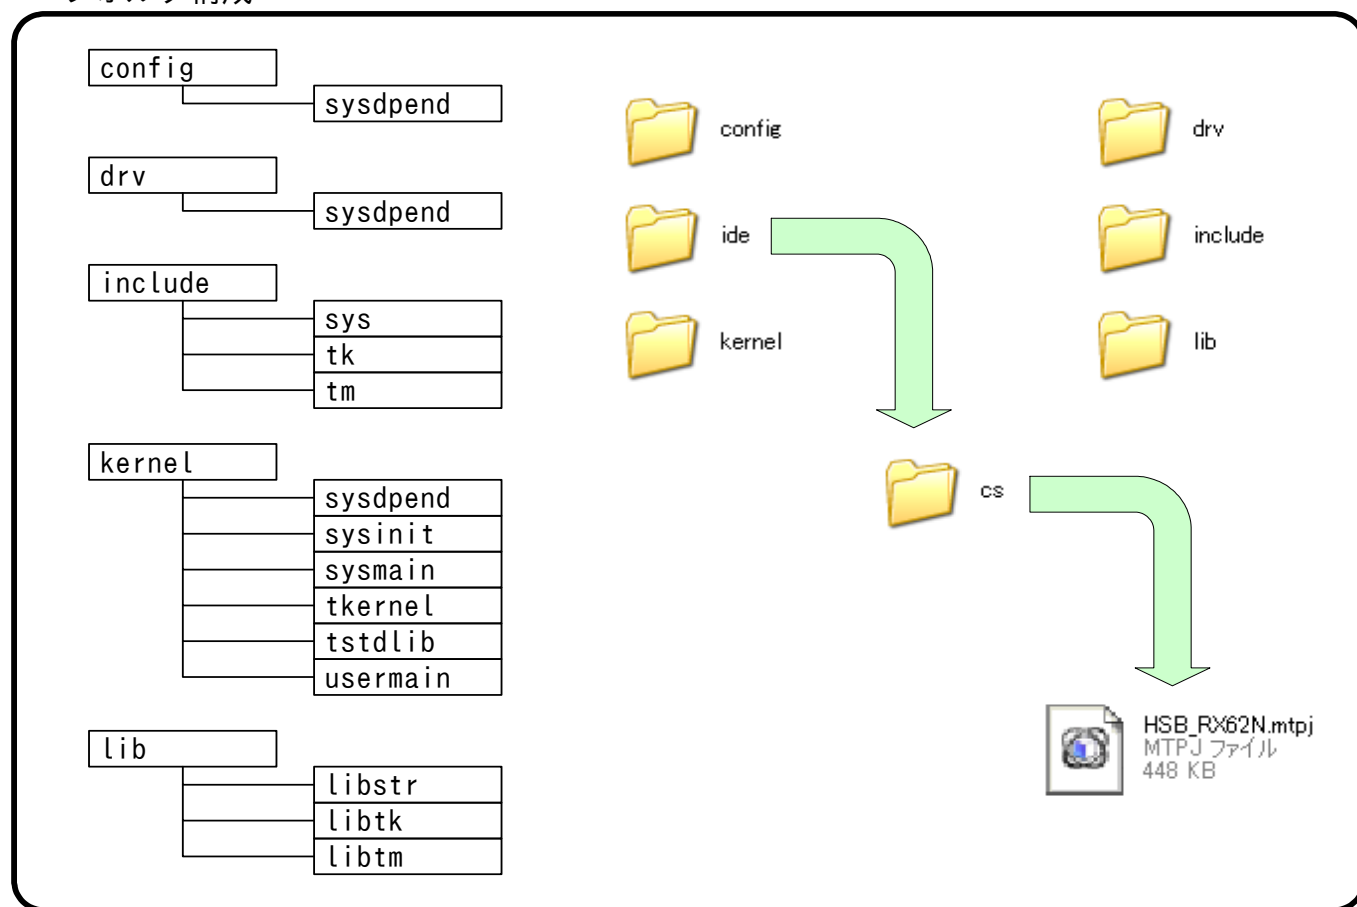 config
sysdpend
drv
sysdpend
include
sys
tk
tm
kernel
sysdpend
sysinit
sysmain
tkernel
tstdlib
usermain
lib
libstr
libtk
libtm
config
drv
ide
include
kernel
lib
cs
HSB_RX62N.mtpj
MTPJ ファイル
448 KB